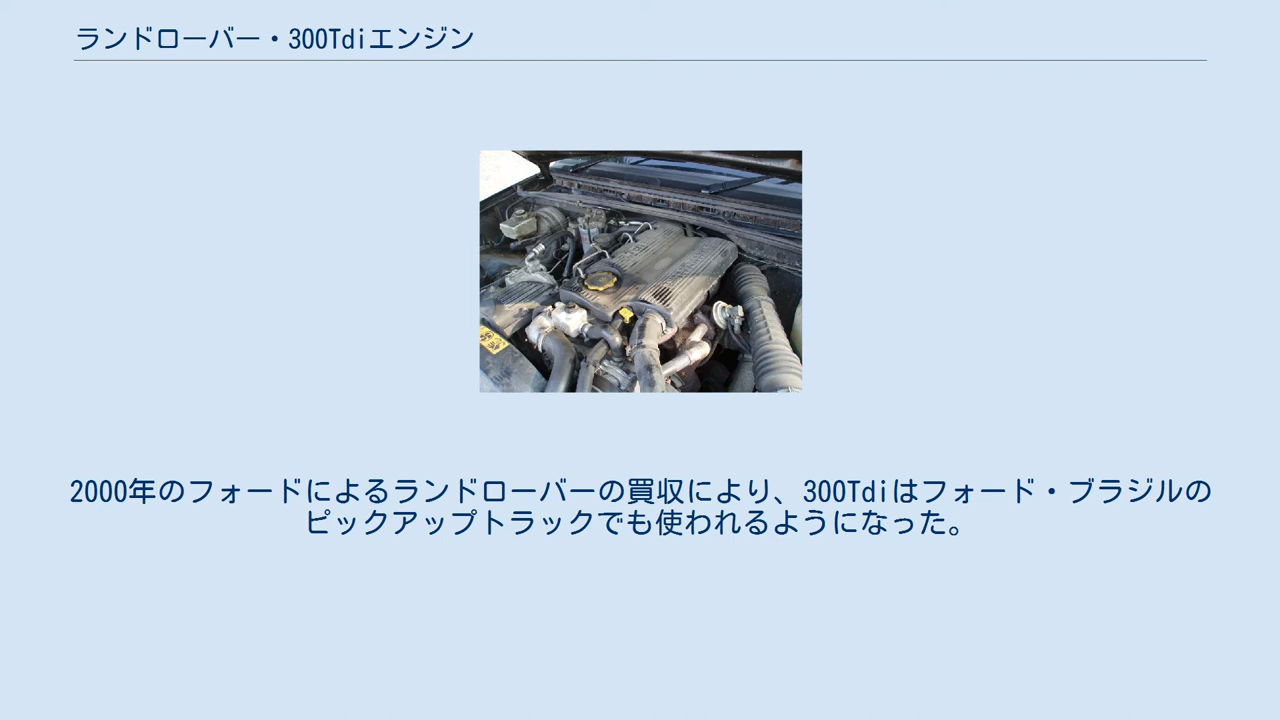 ランドローバー・300Tdiエンジン
2000年のフォードによるランドローバーの買収により、300Tdiはフォード・ブラジルの
ピックアップトラックでも使われるようになった。